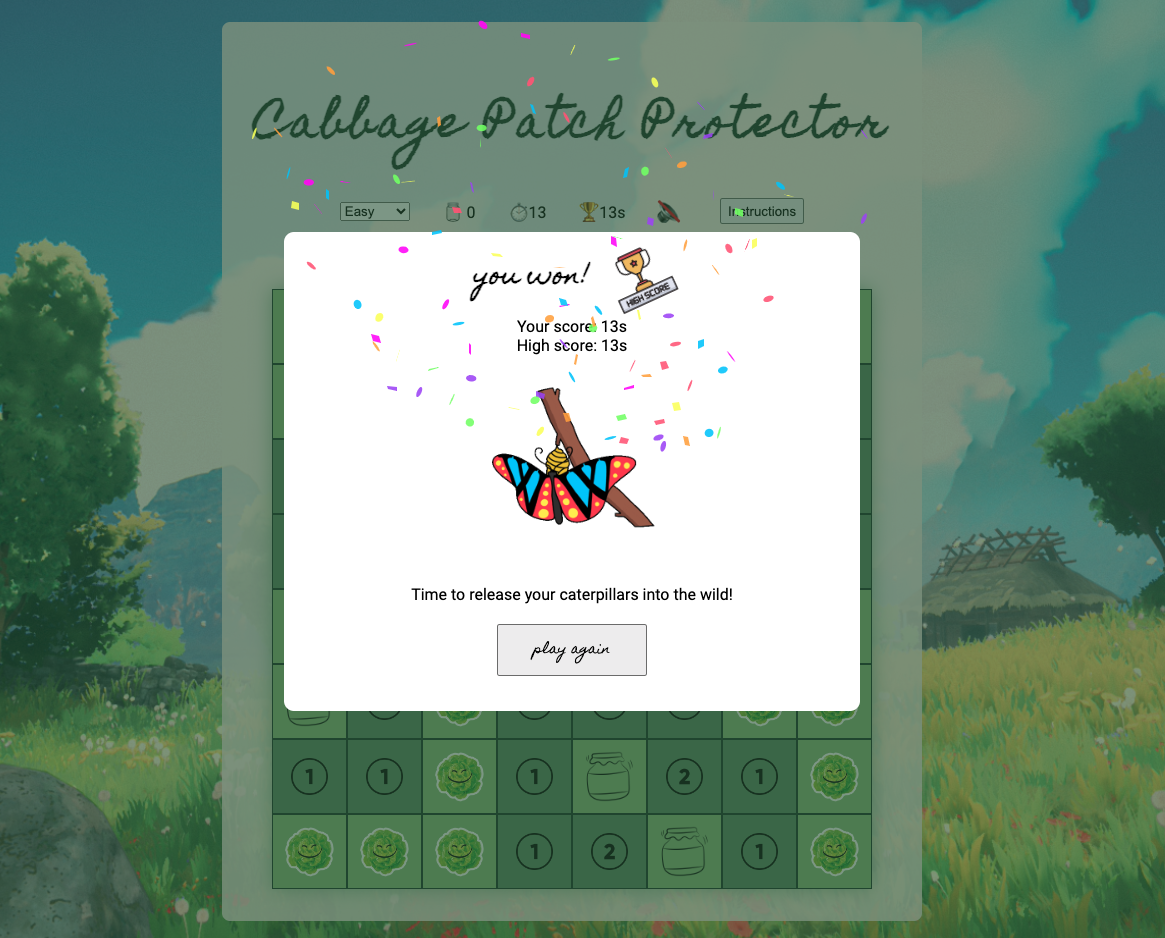 Cabbage Patch Protector
Easy 0 13 13s Instructions
you won!
HIGH SCORE
Your score: 13s
High score: 13s
Time to release your caterpillars into the wild!
play again
1 1 1 2 1
1 2 1